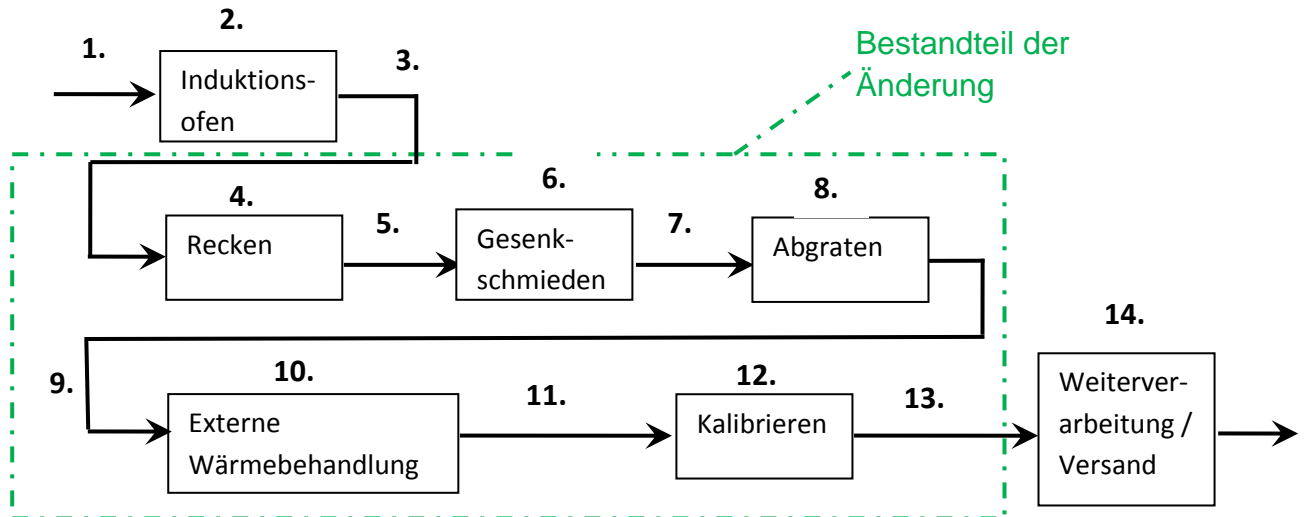 1.
2.
Induktions-
ofen
3.
Bestandteil der
Änderung
4.
Recken
5.
6.
Gesenk-
schmieden
7.
8.
Abgraten
9.
10.
Externe
Wärmebehandlung
11.
12.
Kalibrieren
13.
14.
Weiterver-
arbeitung /
Versand